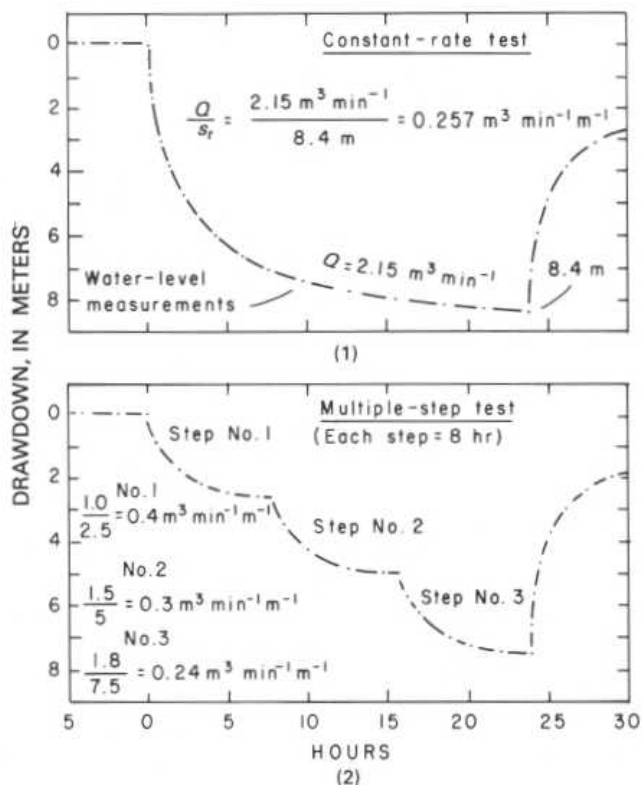 DRAWDOWN, IN METERS
0
2
4
6
8
Constant-rate test
Q/sₜ = 2.15 m³ min⁻¹ / 8.4 m = 0.257 m³ min⁻¹m⁻¹
Q = 2.15 m³ min⁻¹
8.4 m
Water-level
measurements
(1)
0
2
4
6
8
Multiple-step test
(Each step = 8 hr)
Step No. 1
No. 1
1.0/2.5 = 0.4 m³ min⁻¹m⁻¹
Step No. 2
No. 2
1.5/5 = 0.3 m³ min⁻¹m⁻¹
Step No. 3
No. 3
1.8/7.5 = 0.24 m³ min⁻¹m⁻¹
5 0 5 10 15 20 25 30
HOURS
(2)